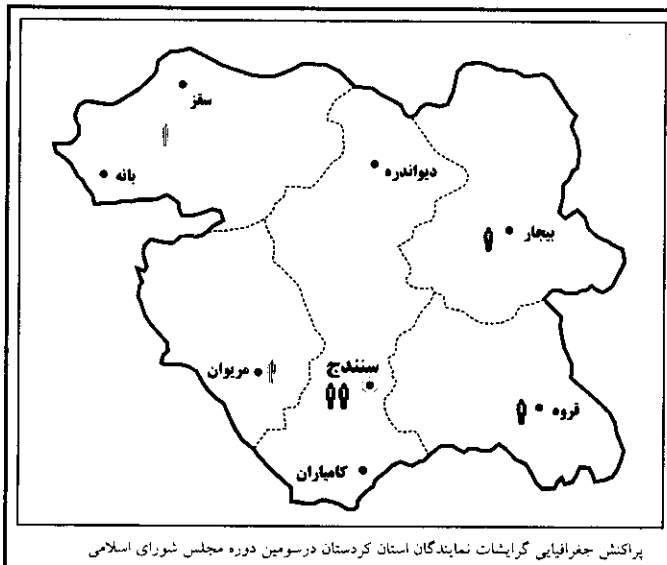 سقز
بانه
دیواندره
بیجار
مریوان
سنندج
قروه
کامیاران
پراکنش جغرافیایی گرایشات نمایندگان استان کردستان درسومین دوره مجلس شورای اسلامی